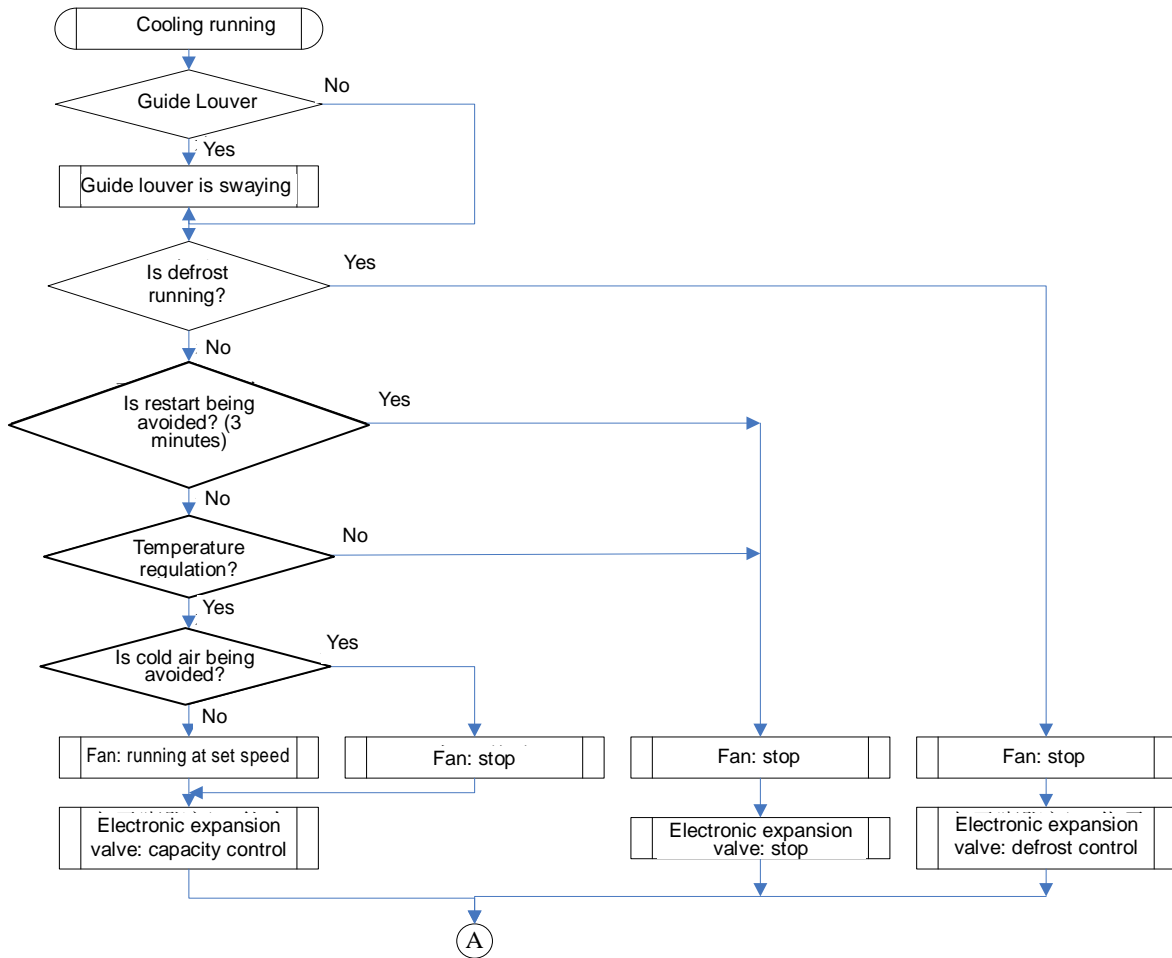 Cooling running
Guide Louver
No
Yes
Guide louver is swaying
Is defrost
running?
Yes
No
Is restart being
avoided? (3
minutes)
Yes
No
Temperature
regulation?
No
Yes
Is cold air being
avoided?
Yes
No
Fan: running at set speed
Fan: stop
Fan: stop
Fan: stop
Electronic expansion
valve: capacity control
Electronic expansion
valve: stop
Electronic expansion
valve: defrost control
A